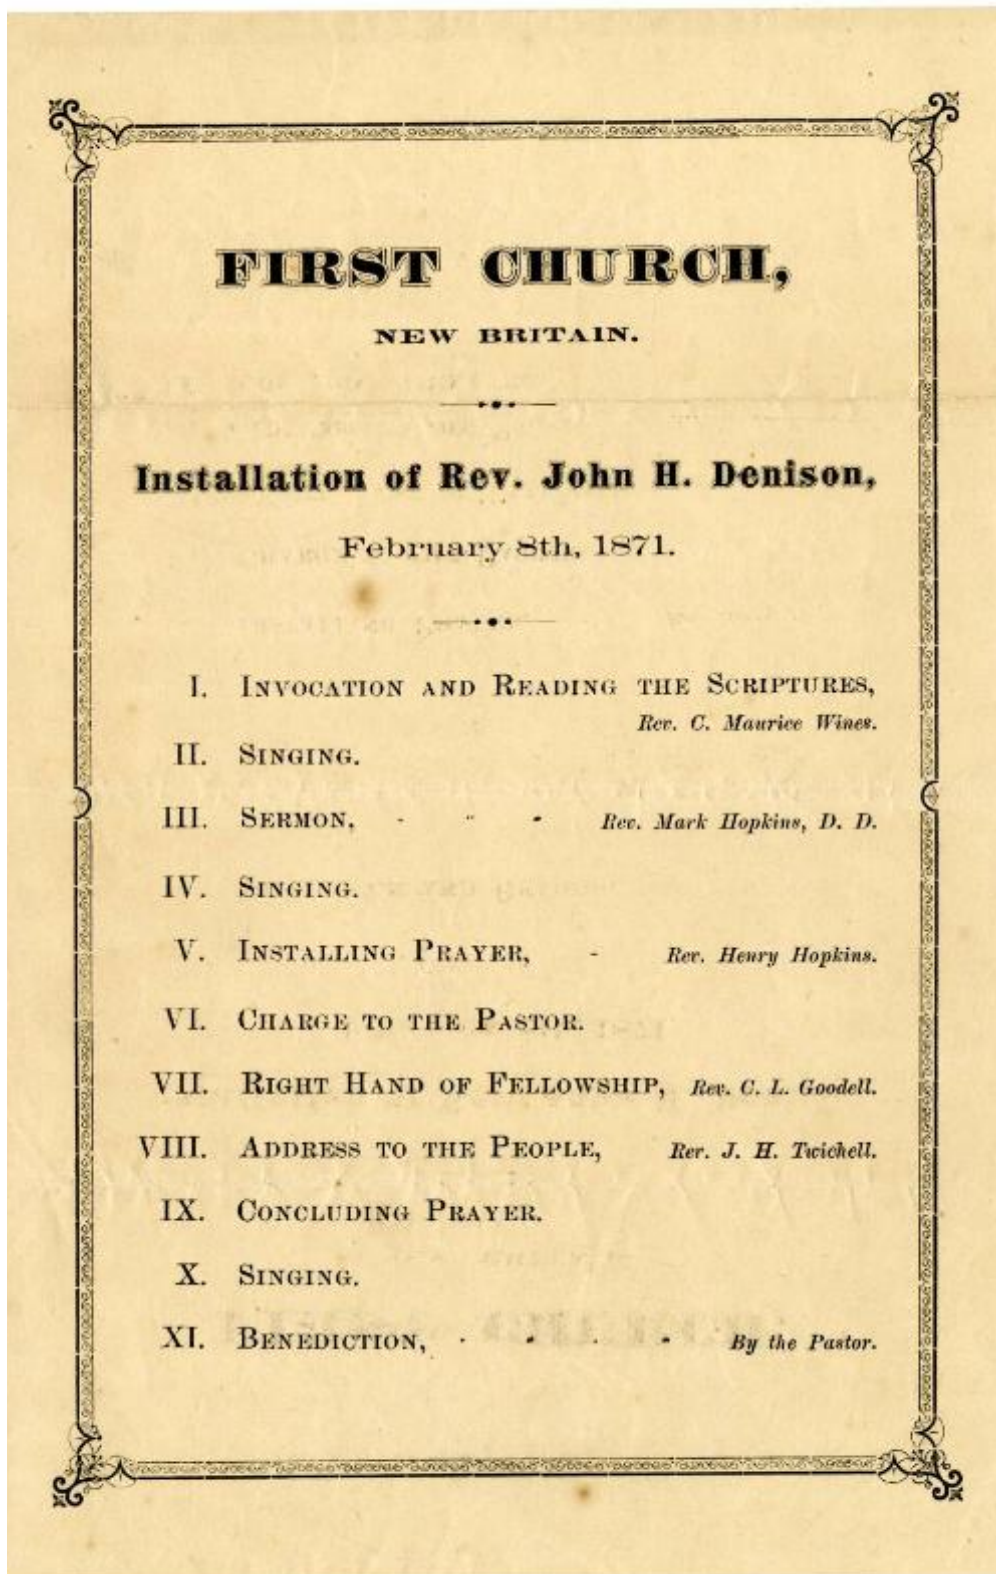 FIRST CHURCH,
NEW BRITAIN.
Installation of Rev. John H. Denison,
February 8th, 1871.
I. INVOCATION AND READING THE SCRIPTURES,
Rev. C. Maurice Wines.
II. SINGING.
III. SERMON, - - - Rev. Mark Hopkins, D. D.
IV. SINGING.
V. INSTALLING PRAYER, - Rev. Henry Hopkins.
VI. CHARGE TO THE PASTOR.
VII. RIGHT HAND OF FELLOWSHIP, Rev. C. L. Goodell.
VIII. ADDRESS TO THE PEOPLE, Rev. J. H. Twichell.
IX. CONCLUDING PRAYER.
X. SINGING.
XI. BENEDICTION, - - - - By the Pastor.